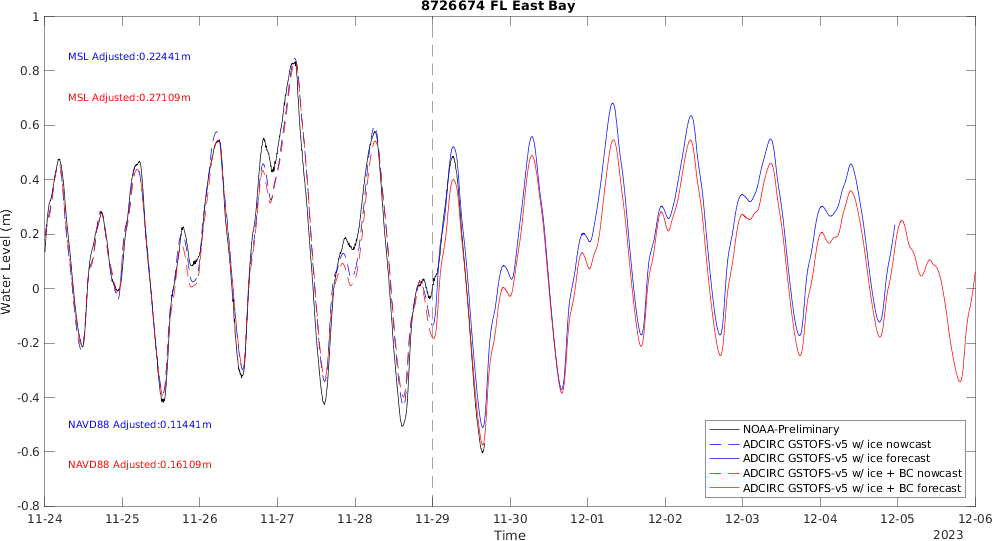 8726674 FL East Bay
1
0.8
0.6
0.4
0.2
0
-0.2
-0.4
-0.6
-0.8
Water Level (m)
MSL Adjusted:0.22441m
MSL Adjusted:0.27109m
NAVD88 Adjusted:0.11441m
NAVD88 Adjusted:0.16109m
NOAA-Preliminary
ADCIRC GSTOFS-v5 w/ ice nowcast
ADCIRC GSTOFS-v5 w/ ice forecast
ADCIRC GSTOFS-v5 w/ ice + BC nowcast
ADCIRC GSTOFS-v5 w/ ice + BC forecast
11-24 11-25 11-26 11-27 11-28 11-29 11-30 12-01 12-02 12-03 12-04 12-05 12-06
Time
2023